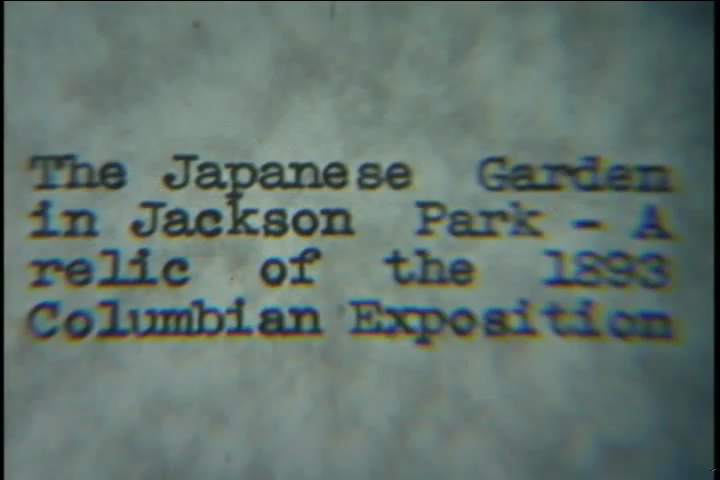 The Japanese Garden
in Jackson Park - A
relic of the 1893
Columbian Exposition